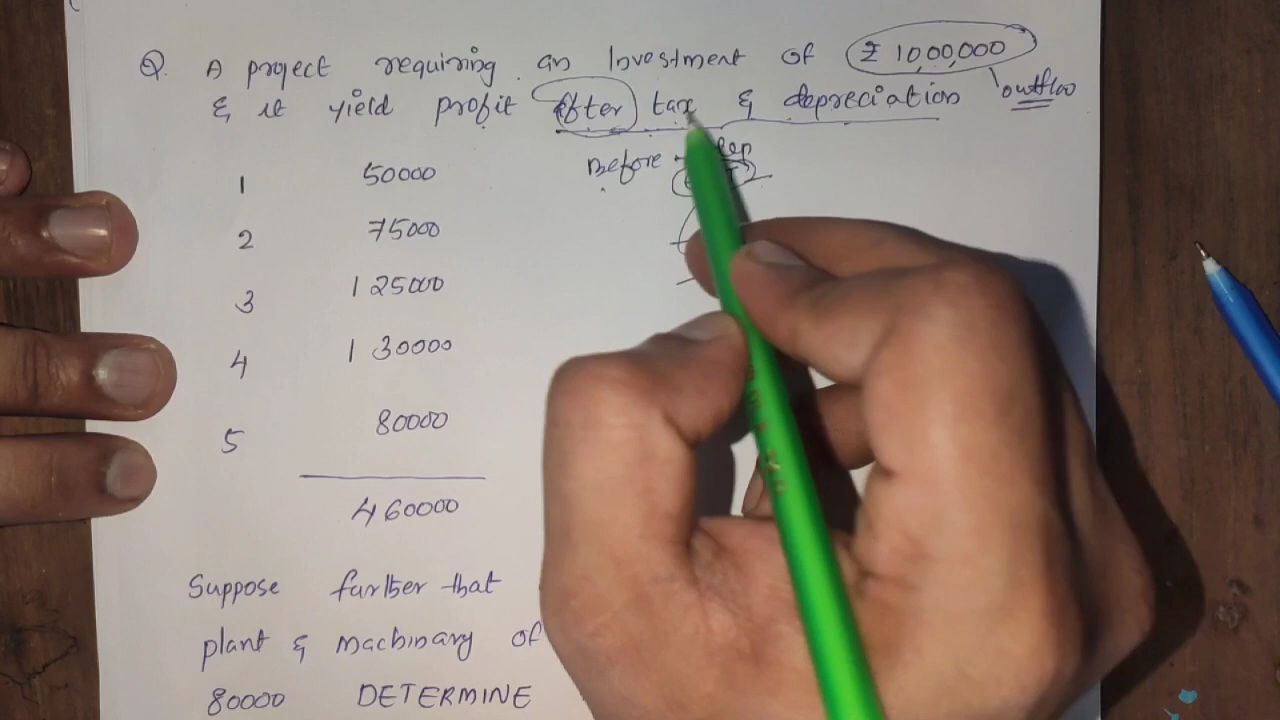 Q. A project requiring an Investment of ₹ 10,00,000
& it yield profit after tax & depreciation outflow
Before
1 50000
2 75000
3 125000
4 130000
5 80000
460000
Suppose further that
plant & machinary of
80000 DETERMINE